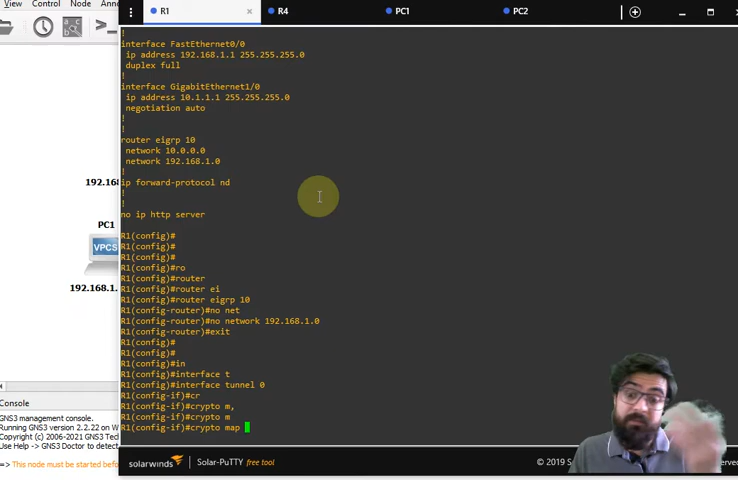 View Control Node Anno
192.168
PC1
VPCS
192.168.1.
Console
GNS3 management console.
Running GNS3 version 2.2.22 on W
Copyright (c) 2006-2021 GNS3 Tech
Use Help -> GNS3 Doctor to detect
=> This node must be started before
R1 × R4 PC1 PC2
!
interface FastEthernet0/0
ip address 192.168.1.1 255.255.255.0
duplex full
!
interface GigabitEthernet1/0
ip address 10.1.1.1 255.255.255.0
negotiation auto
!
!
router eigrp 10
network 10.0.0.0
network 192.168.1.0
!
ip forward-protocol nd
!
!
no ip http server
R1(config)#
R1(config)#
R1(config)#
R1(config)#ro
R1(config)#router
R1(config)#router ei
R1(config)#router eigrp 10
R1(config-router)#no net
R1(config-router)#no network 192.168.1.0
R1(config-router)#exit
R1(config)#
R1(config)#
R1(config)#in
R1(config)#interface t
R1(config)#interface tunnel 0
R1(config-if)#cr
R1(config-if)#crypto m,
R1(config-if)#crypto m
R1(config-if)#crypto map
solarwinds Solar-PuTTY free tool
© 2019 S